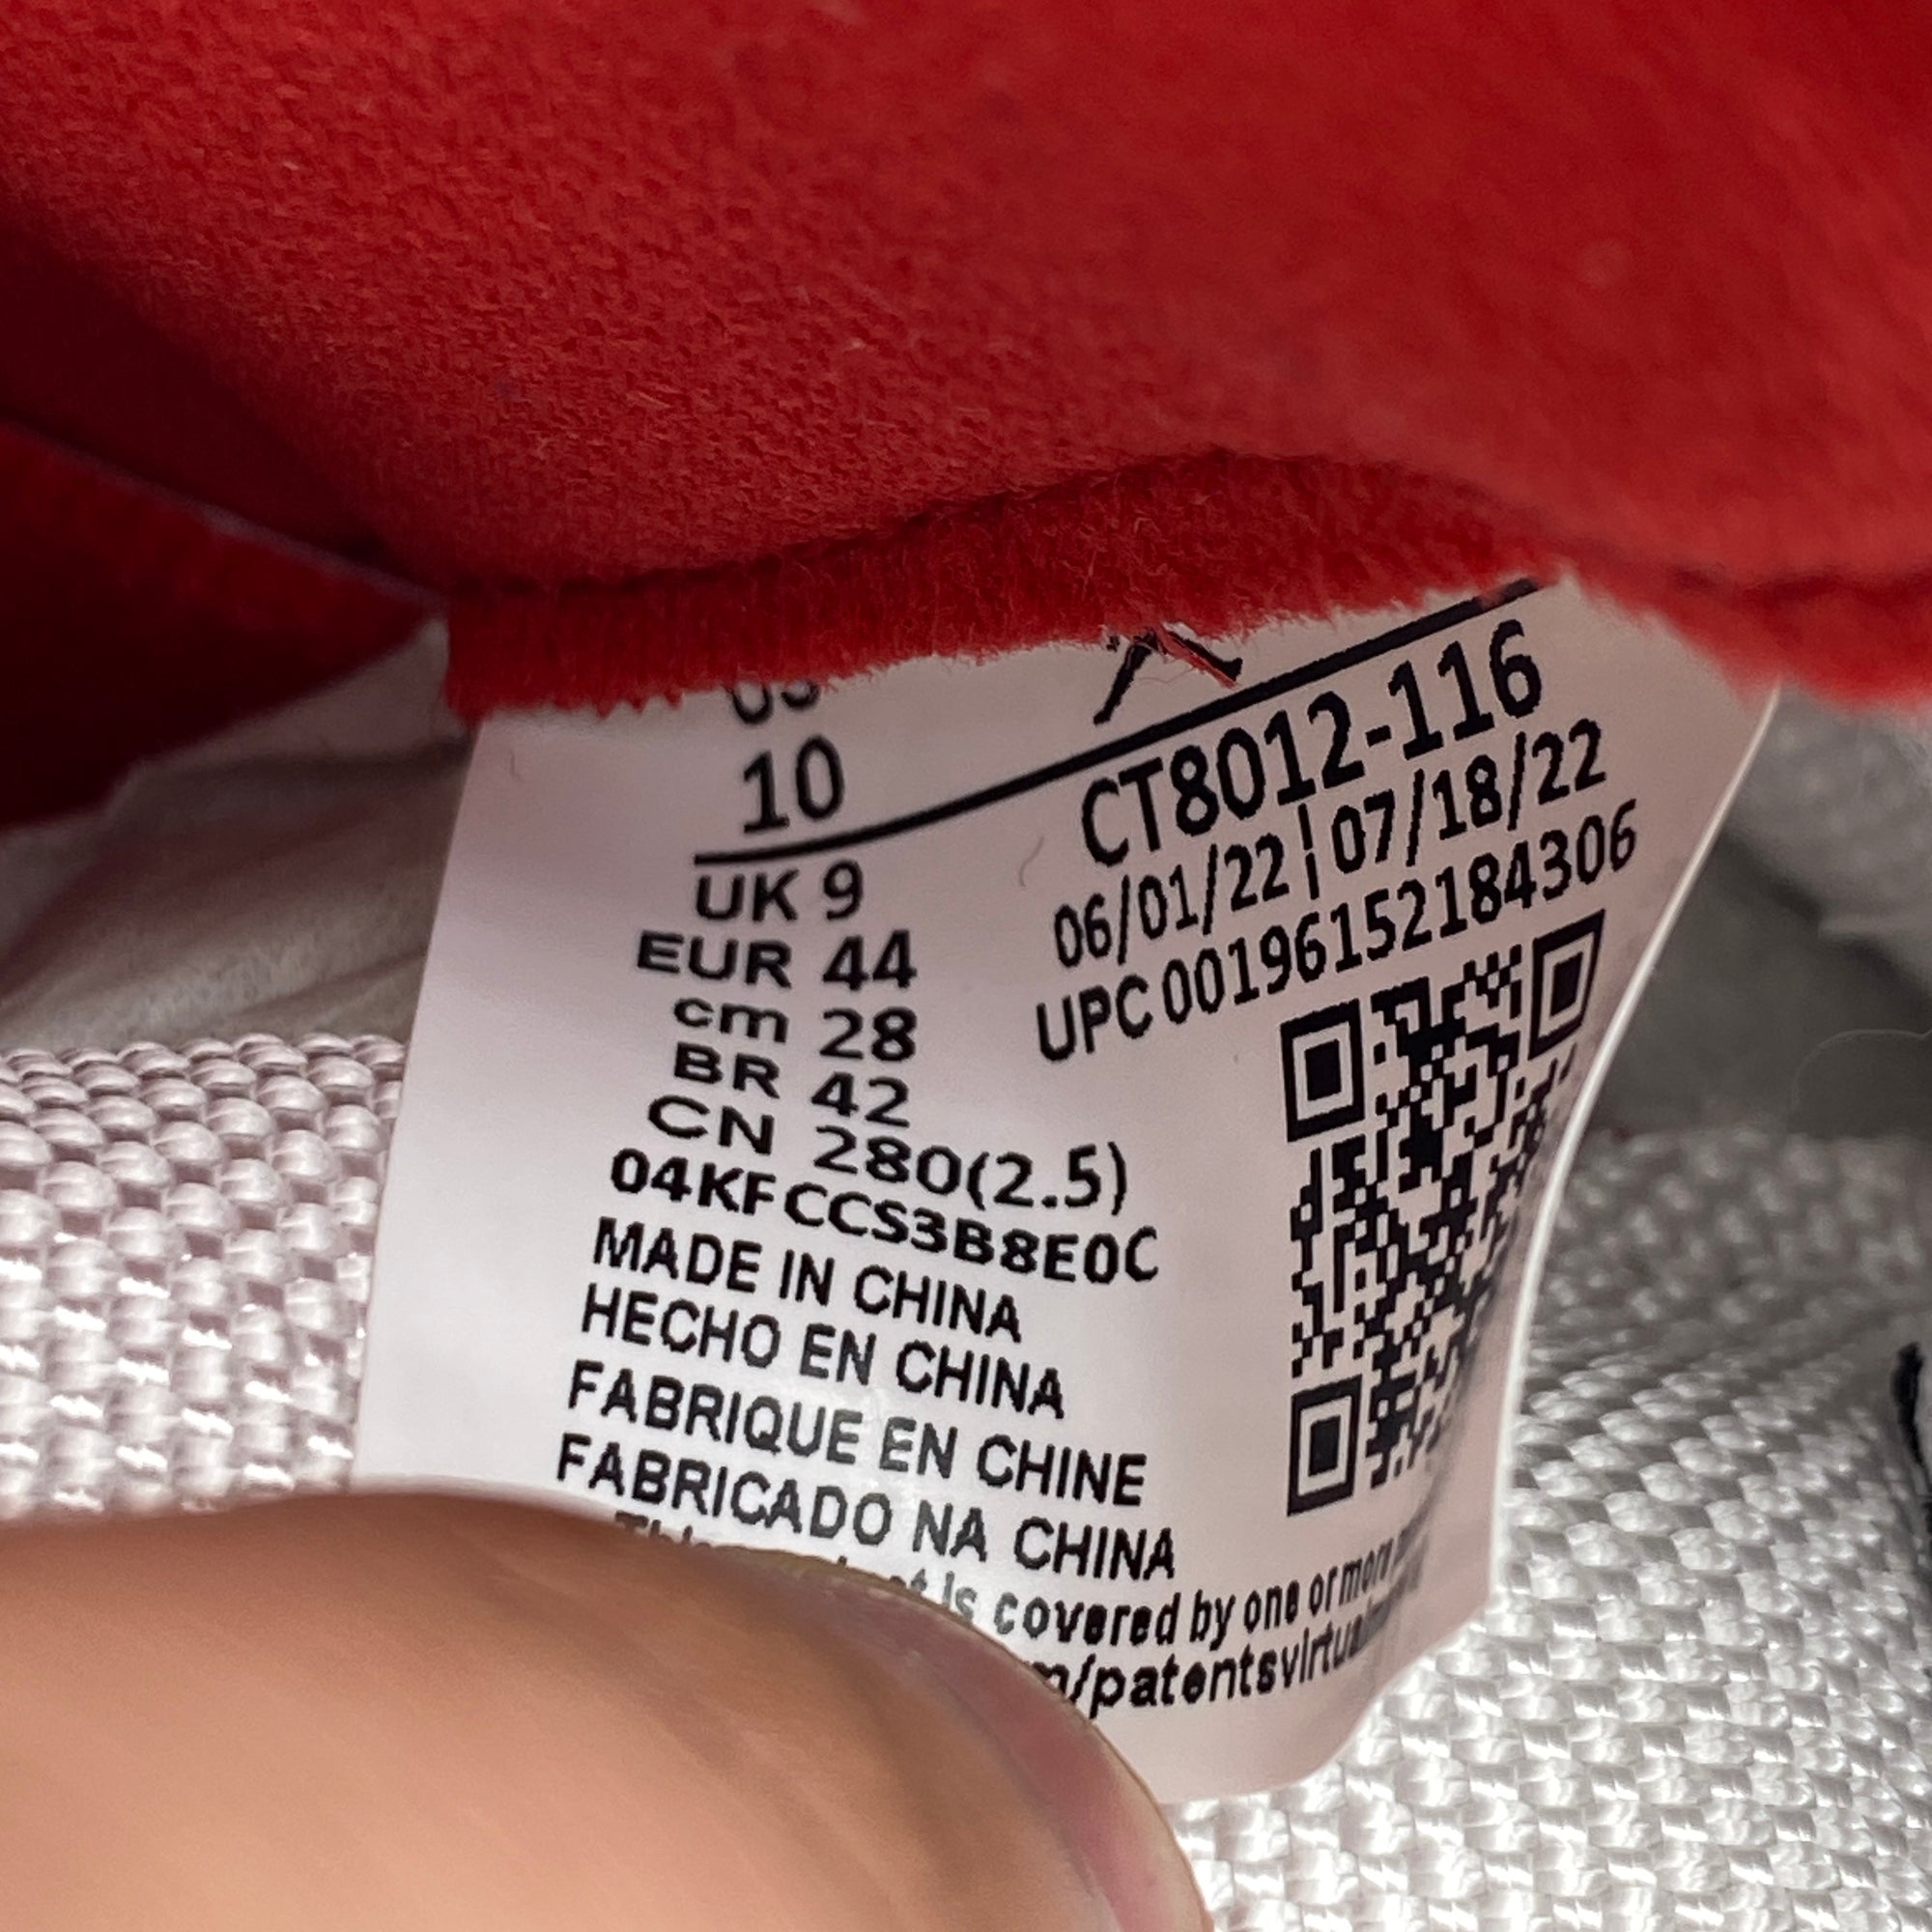 US
10
UK 9
EUR 44
cm 28
BR 42
CN 280(2.5)
04KFCCS3B8E0C
MADE IN CHINA
HECHO EN CHINA
FABRIQUE EN CHINE
FABRICADO NA CHINA
CT8012-116
06/01/22 | 07/18/22
UPC 00196152184306
is covered by one or more